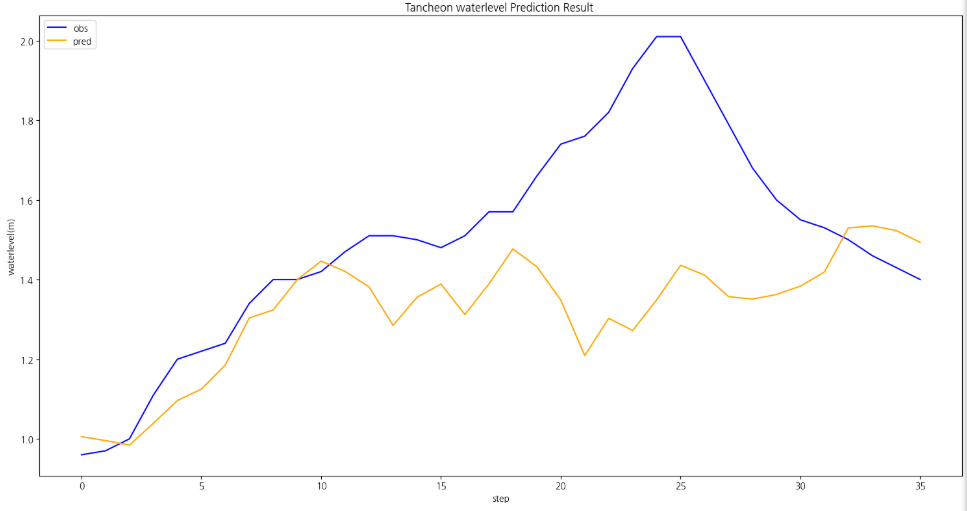 Tancheon waterlevel Prediction Result
obs
pred
waterlevel(m)
2.0
1.8
1.6
1.4
1.2
1.0
0 5 10 15 20 25 30 35
step